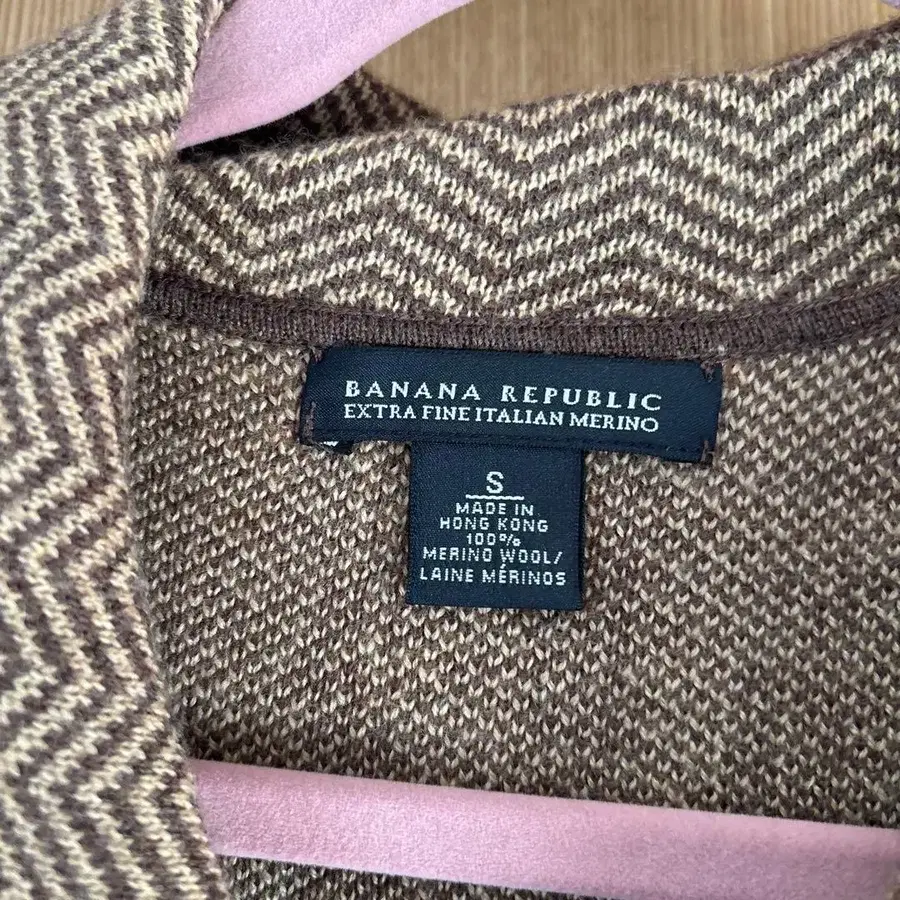 BANANA REPUBLIC
EXTRA FINE ITALIAN MERINO
S
MADE IN
HONG KONG
100%
MERINO WOOL/
LAINE MÉRINOS